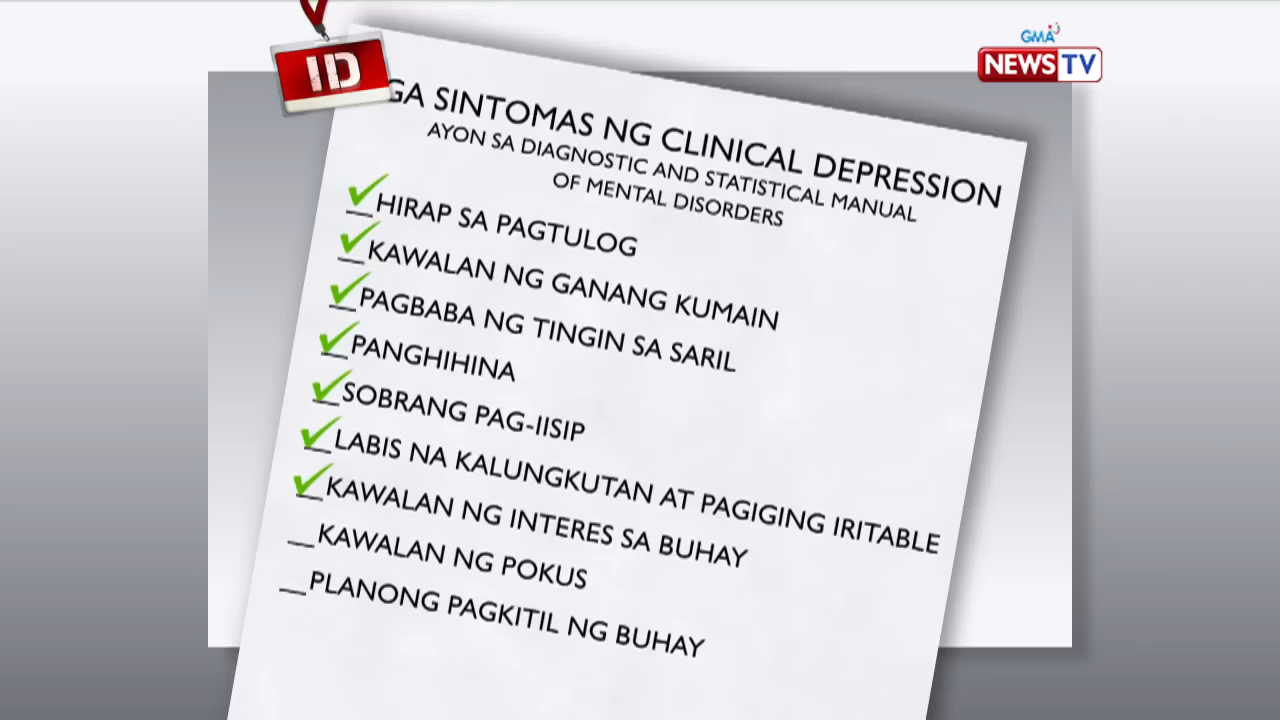 ID
GMA
NEWS TV
GA SINTOMAS NG CLINICAL DEPRESSION
AYON SA DIAGNOSTIC AND STATISTICAL MANUAL
OF MENTAL DISORDERS
HIRAP SA PAGTULOG
KAWALAN NG GANANG KUMAIN
PAGBABA NG TINGIN SA SARIL
PANGHIHINA
SOBRANG PAG-IISIP
LABIS NA KALUNGKUTAN AT PAGIGING IRITABLE
KAWALAN NG INTERES SA BUHAY
__KAWALAN NG POKUS
__PLANONG PAGKITIL NG BUHAY